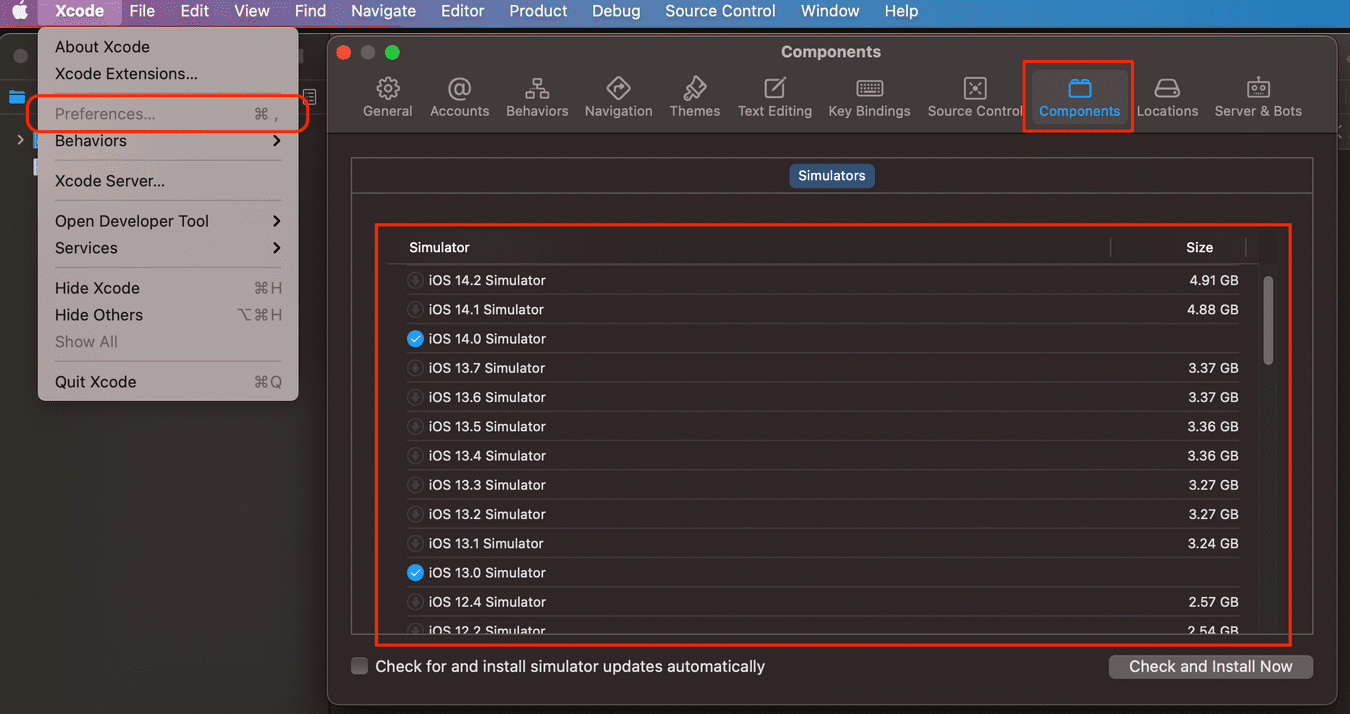 Xcode File Edit View Find Navigate Editor Product Debug Source Control Window Help
About Xcode
Xcode Extensions...
Preferences... ⌘ ,
Behaviors
Xcode Server...
Open Developer Tool
Services
Hide Xcode ⌘H
Hide Others ⌥⌘H
Show All
Quit Xcode ⌘Q
Components
General Accounts Behaviors Navigation Themes Text Editing Key Bindings Source Control Components Locations Server & Bots
Simulators
Simulator Size
iOS 14.2 Simulator 4.91 GB
iOS 14.1 Simulator 4.88 GB
iOS 14.0 Simulator
iOS 13.7 Simulator 3.37 GB
iOS 13.6 Simulator 3.37 GB
iOS 13.5 Simulator 3.36 GB
iOS 13.4 Simulator 3.36 GB
iOS 13.3 Simulator 3.27 GB
iOS 13.2 Simulator 3.27 GB
iOS 13.1 Simulator 3.24 GB
iOS 13.0 Simulator
iOS 12.4 Simulator 2.57 GB
iOS 12.2 Simulator 2.54 GB
Check for and install simulator updates automatically
Check and Install Now